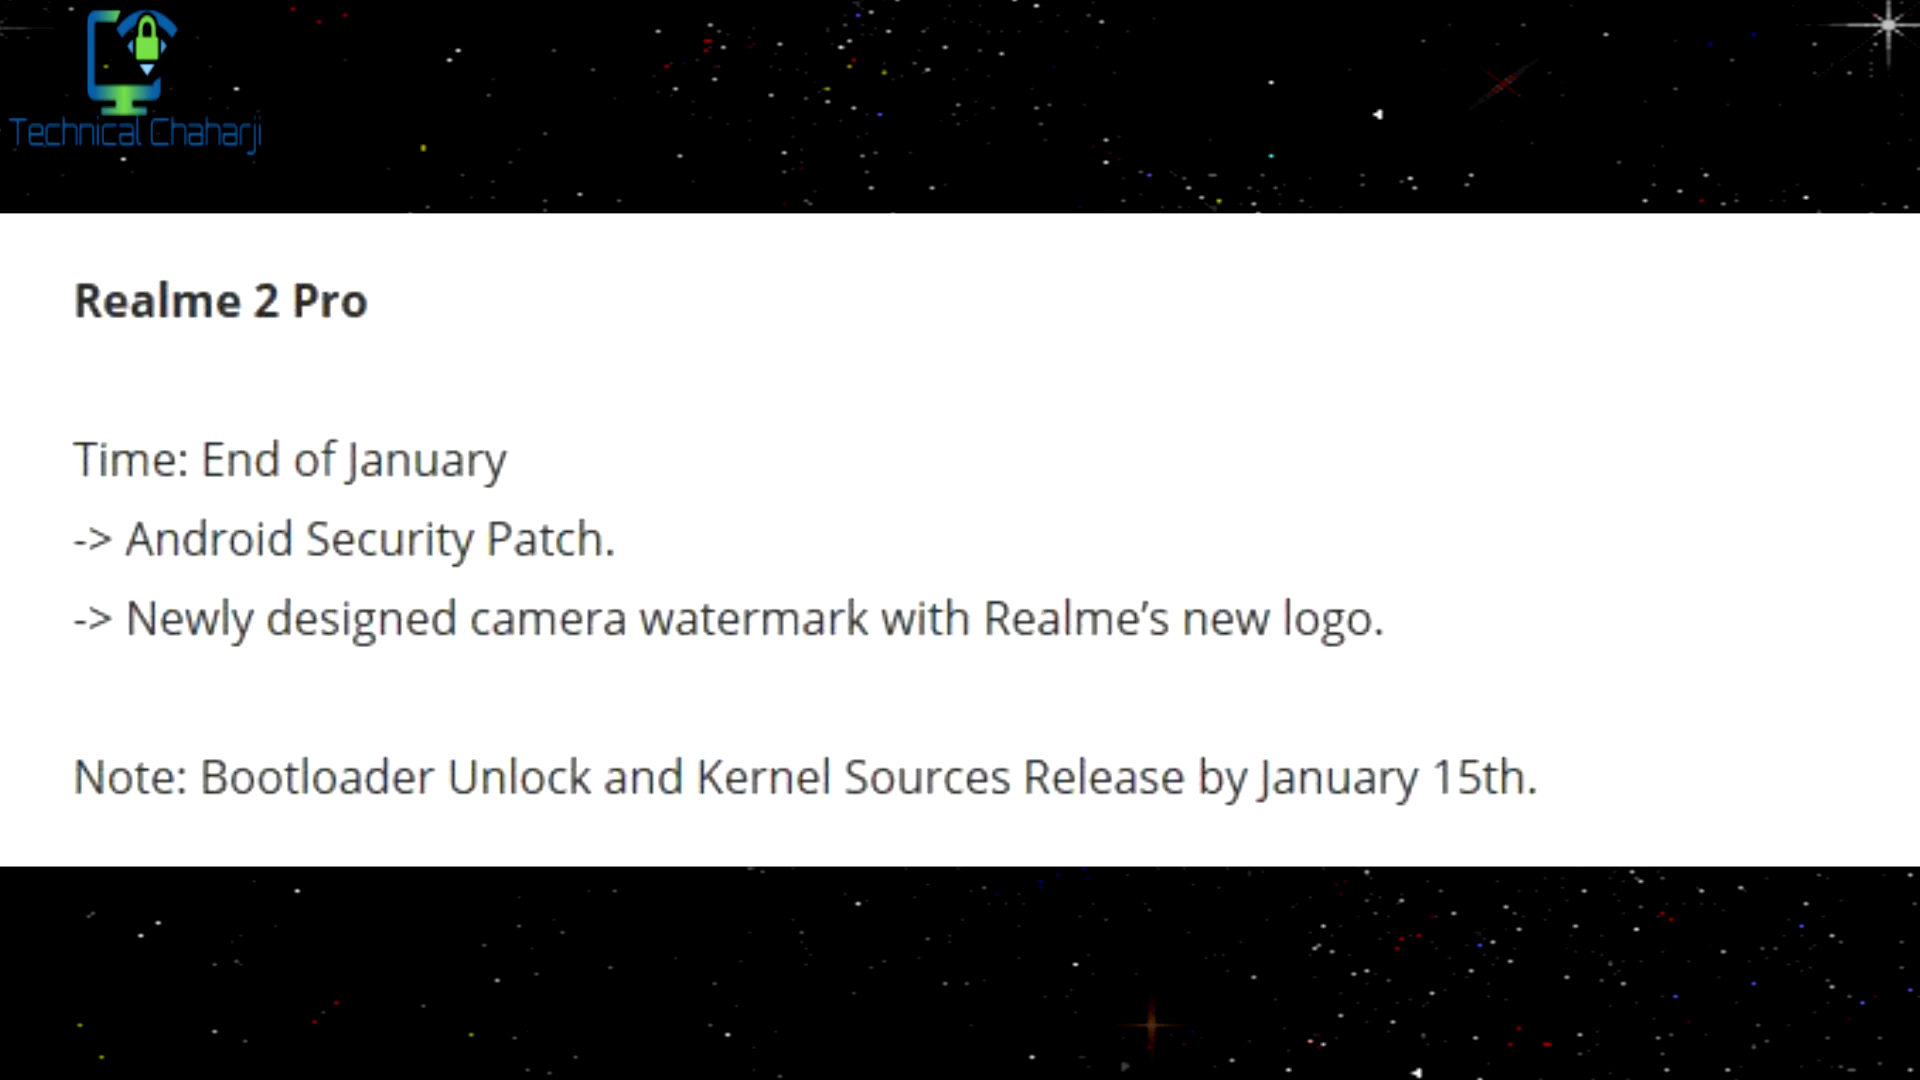 Technical Chaharji
Realme 2 Pro
Time: End of January
-> Android Security Patch.
-> Newly designed camera watermark with Realme’s new logo.
Note: Bootloader Unlock and Kernel Sources Release by January 15th.